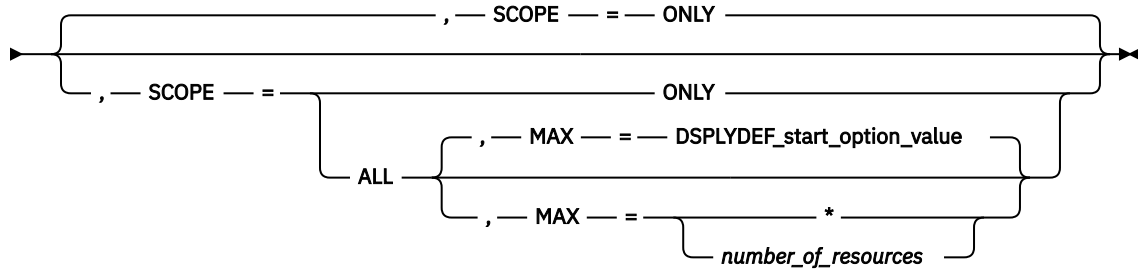 , SCOPE = ONLY
, SCOPE = ONLY
, MAX = DSPLYDEF_start_option_value
ALL
, MAX = *
number_of_resources